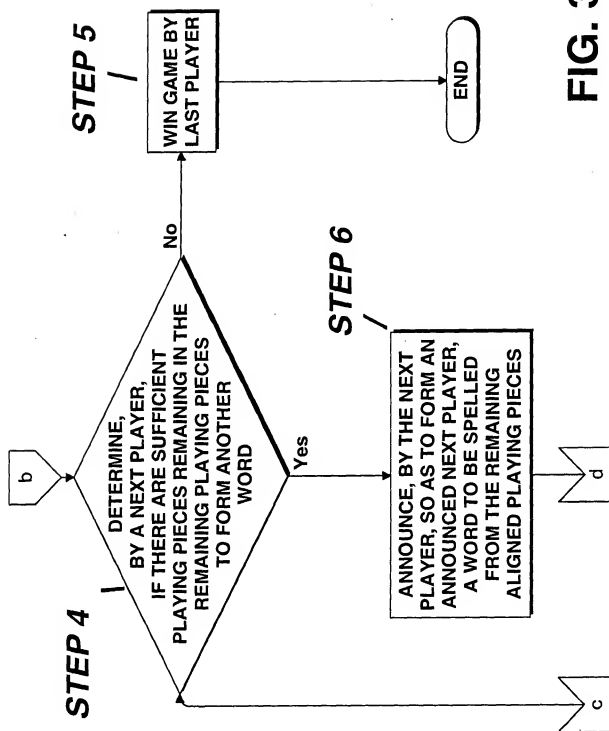 b
STEP 4
DETERMINE,
BY A NEXT PLAYER,
IF THERE ARE SUFFICIENT
PLAYING PIECES REMAINING IN THE
REMAINING PLAYING PIECES
TO FORM ANOTHER
WORD
No
STEP 5
WIN GAME BY
LAST PLAYER
END
Yes
STEP 6
ANNOUNCE, BY THE NEXT
PLAYER, SO AS TO FORM AN
ANNOUNCED NEXT PLAYER,
A WORD TO BE SPELLED
FROM THE REMAINING
ALIGNED PLAYING PIECES
c
d
FIG. 3